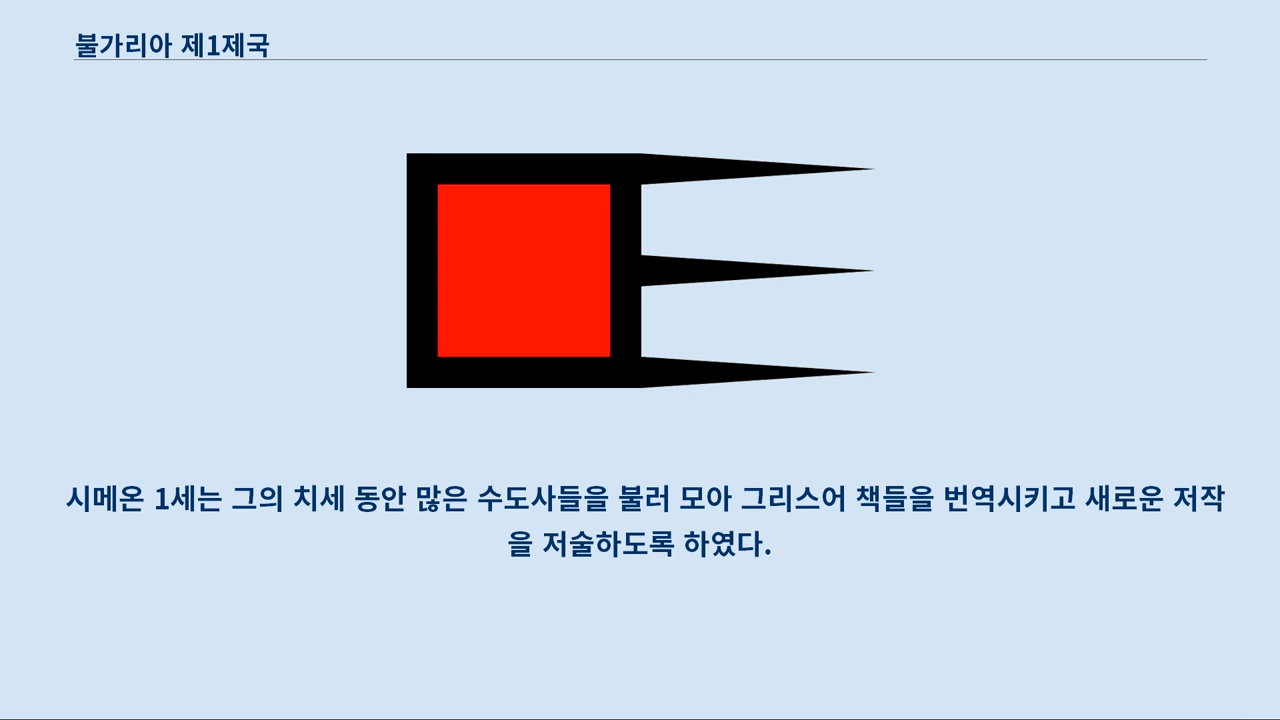 불가리아 제1제국
시메온 1세는 그의 치세 동안 많은 수도사들을 불러 모아 그리스어 책들을 번역시키고 새로운 저작
을 저술하도록 하였다.